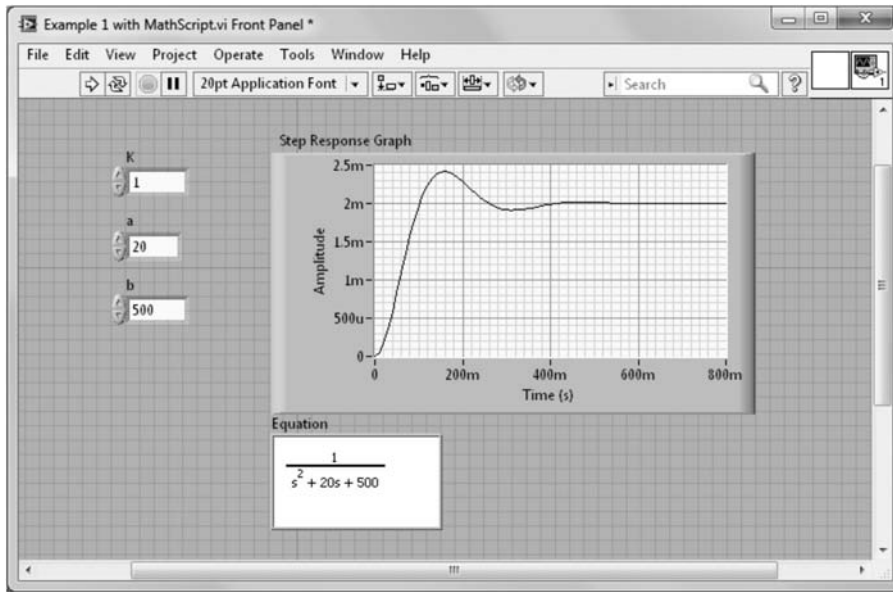 Example 1 with MathScript.vi Front Panel *
File Edit View Project Operate Tools Window Help
20pt Application Font
Search
?
1
K
1
a
20
b
500
Step Response Graph
2.5m
2m
1.5m
1m
500u
0
Amplitude
0 200m 400m 600m 800m
Time (s)
Equation
1
s² + 20s + 500